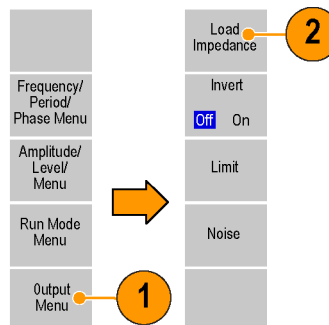 Frequency/
Period/
Phase Menu
Amplitude/
Level/
Menu
Run Mode
Menu
Output
Menu
1
Load
Impedance
2
Invert
Off On
Limit
Noise